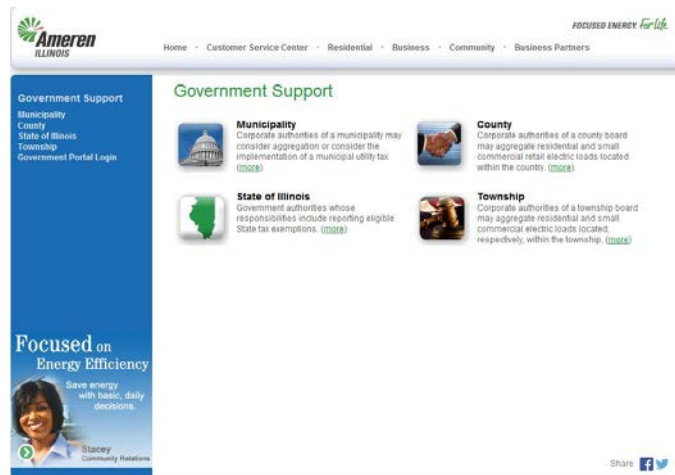 Ameren
ILLINOIS
FOCUSED ENERGY. For Life.
Home - Customer Service Center - Residential - Business - Community - Business Partners
Government Support
Municipality
County
State of Illinois
Township
Government Portal Login
Government Support
Municipality
Corporate authorities of a municipality may
consider aggregation or consider the
implementation of a municipal utility tax.
(more)
County
Corporate authorities of a county board
may aggregate residential and small
commercial retail electric loads located
within the country. (more)
State of Illinois
Government authorities whose
responsibilities include reporting eligible
State tax exemptions. (more)
Township
Corporate authorities of a township board
may aggregate residential and small
commercial electric loads located,
respectively, within the township. (more)
Focused on
Energy Efficiency
Save energy
with basic, daily
decisions.
Stacey
Community Relations
Share